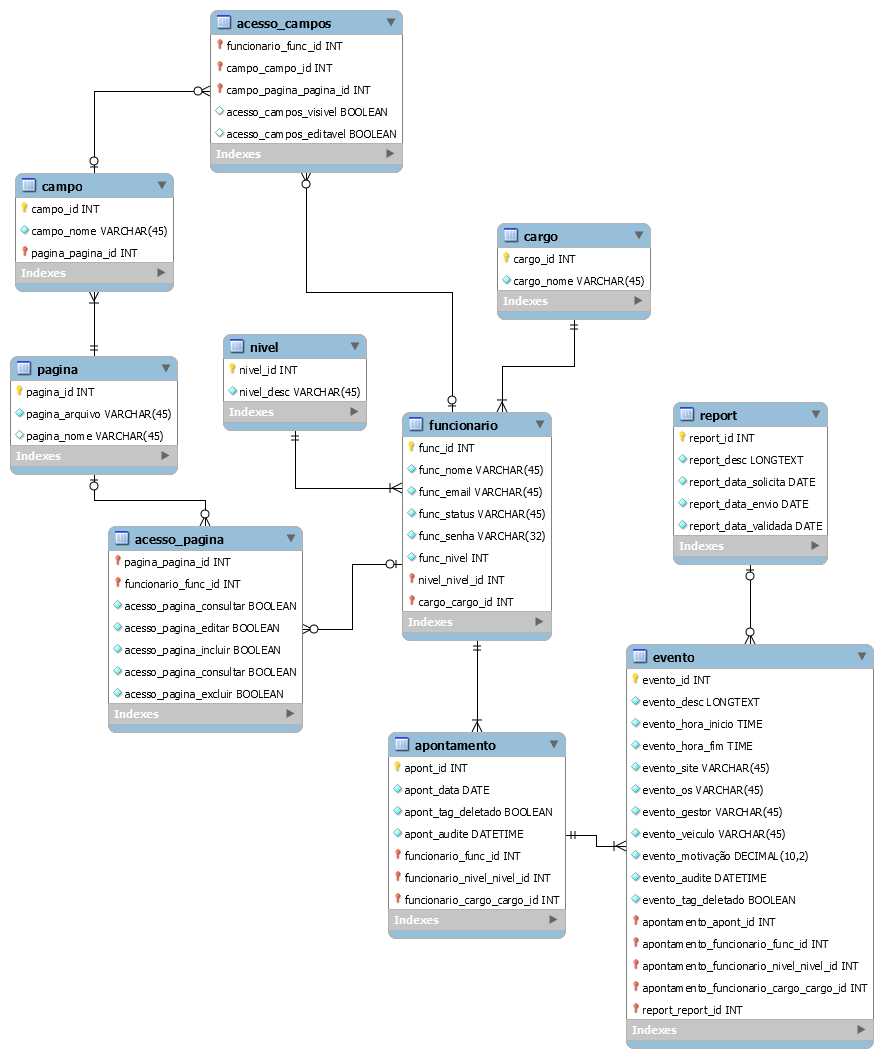 acesso_campos
funcionario_func_id INT
campo_campo_id INT
campo_pagina_pagina_id INT
acesso_campos_visivel BOOLEAN
acesso_campos_editavel BOOLEAN
Indexes
campo
campo_id INT
campo_nome VARCHAR(45)
pagina_pagina_id INT
Indexes
cargo
cargo_id INT
cargo_nome VARCHAR(45)
Indexes
nivel
nivel_id INT
nivel_desc VARCHAR(45)
Indexes
pagina
pagina_id INT
pagina_arquivo VARCHAR(45)
pagina_nome VARCHAR(45)
Indexes
funcionario
func_id INT
func_nome VARCHAR(45)
func_email VARCHAR(45)
func_status VARCHAR(45)
func_senha VARCHAR(32)
func_nivel INT
nivel_nivel_id INT
cargo_cargo_id INT
Indexes
report
report_id INT
report_desc LONGTEXT
report_data_solicita DATE
report_data_envio DATE
report_data_validada DATE
Indexes
acesso_pagina
pagina_pagina_id INT
funcionario_func_id INT
acesso_pagina_consultar BOOLEAN
acesso_pagina_editar BOOLEAN
acesso_pagina_incluir BOOLEAN
acesso_pagina_consultar BOOLEAN
acesso_pagina_excluir BOOLEAN
Indexes
apontamento
apont_id INT
apont_data DATE
apont_tag_deletado BOOLEAN
apont_audite DATETIME
funcionario_func_id INT
funcionario_nivel_nivel_id INT
funcionario_cargo_cargo_id INT
Indexes
evento
evento_id INT
evento_desc LONGTEXT
evento_hora_inicio TIME
evento_hora_fim TIME
evento_site VARCHAR(45)
evento_os VARCHAR(45)
evento_gestor VARCHAR(45)
evento_veiculo VARCHAR(45)
evento_motivação DECIMAL(10,2)
evento_audite DATETIME
evento_tag_deletado BOOLEAN
apontamento_apont_id INT
apontamento_funcionario_func_id INT
apontamento_funcionario_nivel_nivel_id INT
apontamento_funcionario_cargo_cargo_id INT
report_report_id INT
Indexes